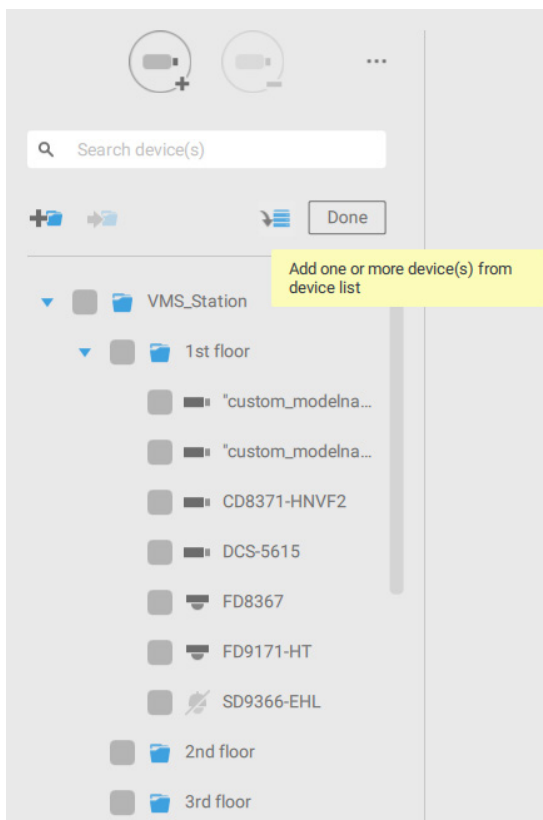 Search device(s)
Done
Add one or more device(s) from
device list
VMS_Station
1st floor
"custom_modelna...
"custom_modelna...
CD8371-HNVF2
DCS-5615
FD8367
FD9171-HT
SD9366-EHL
2nd floor
3rd floor